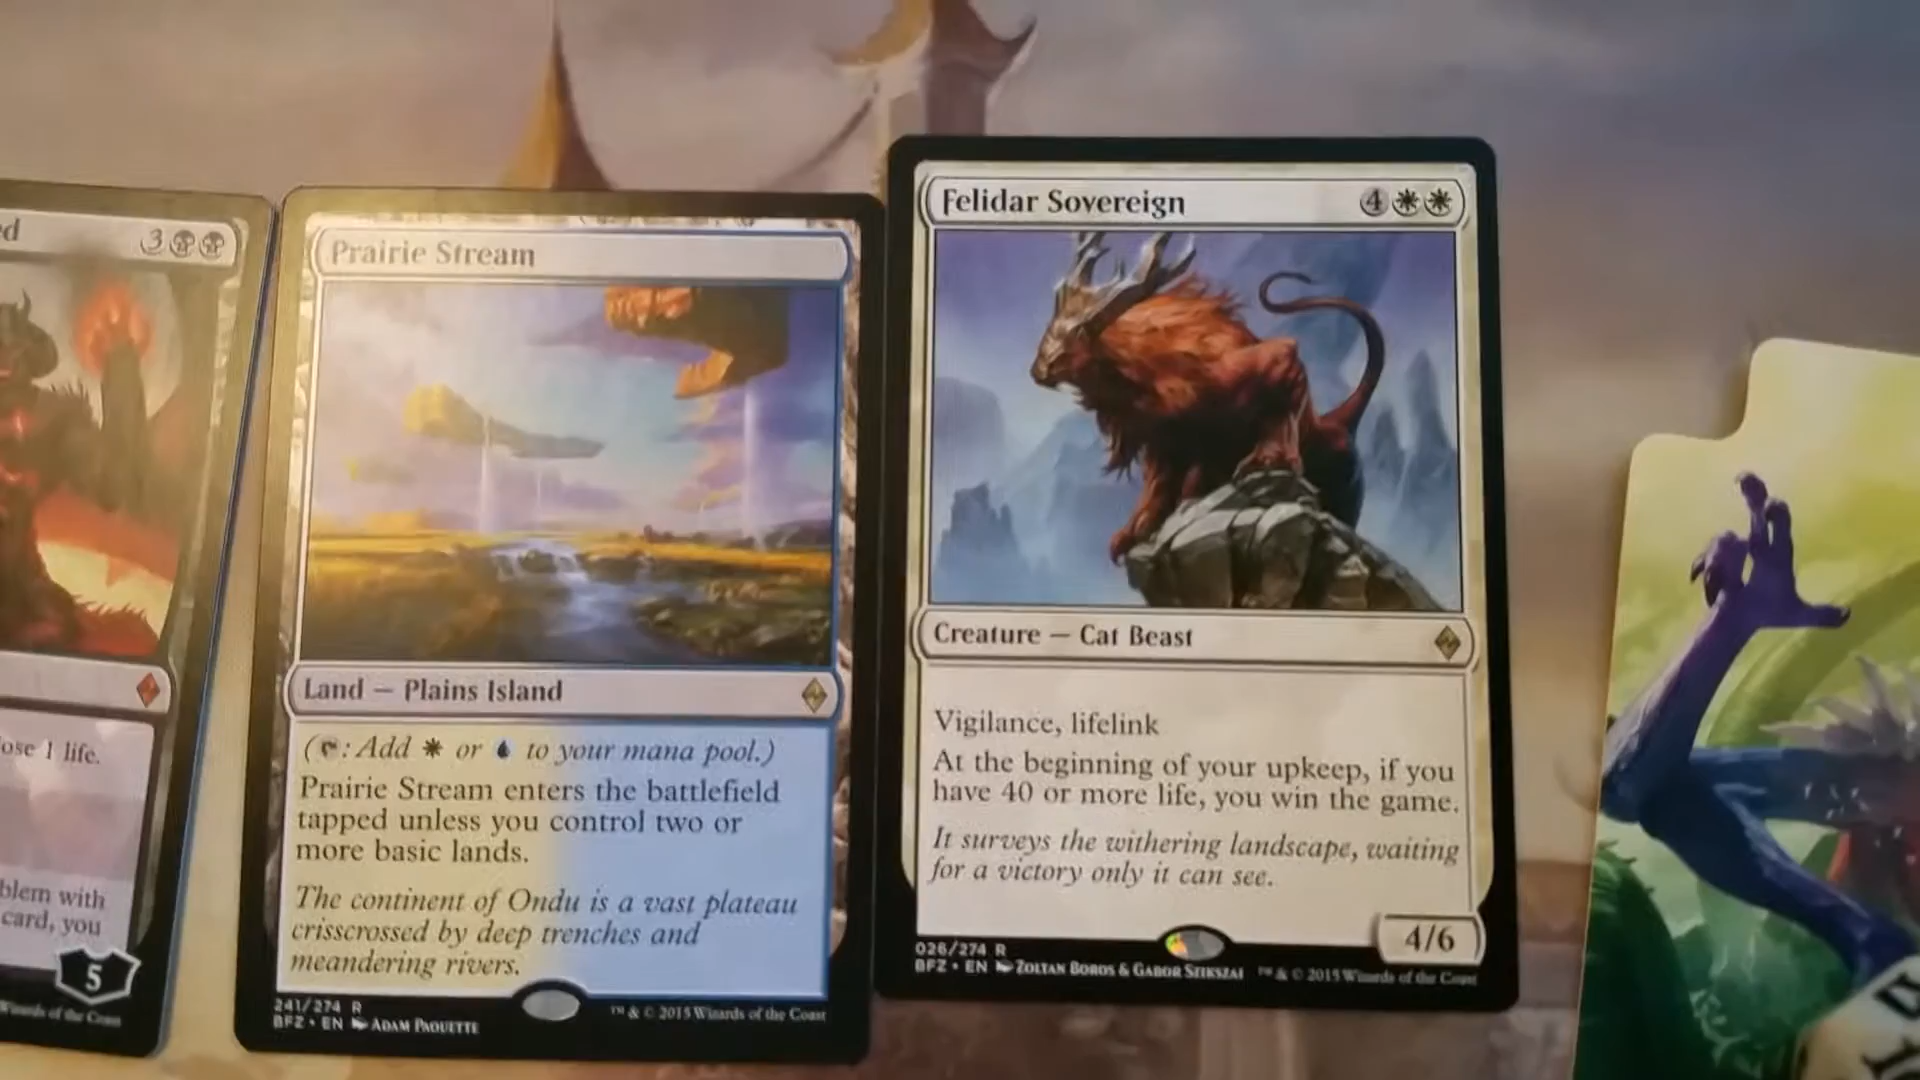 3
ose 1 life.
blem with
card, you
5
Wizards of the Coast
Prairie Stream
Land — Plains Island
( : Add or to your mana pool.)
Prairie Stream enters the battlefield
tapped unless you control two or
more basic lands.
The continent of Ondu is a vast plateau
crisscrossed by deep trenches and
meandering rivers.
241/274 R
BFZ • EN ADAM PAQUETTE
™ & © 2015 Wizards of the Coast
Felidar Sovereign
4
Creature — Cat Beast
Vigilance, lifelink
At the beginning of your upkeep, if you
have 40 or more life, you win the game.
It surveys the withering landscape, waiting
for a victory only it can see.
4/6
026/274 R
BFZ • EN ZOLTAN BOROS & GABOR SZIKSZAI
™ & © 2015 Wizards of the Coast